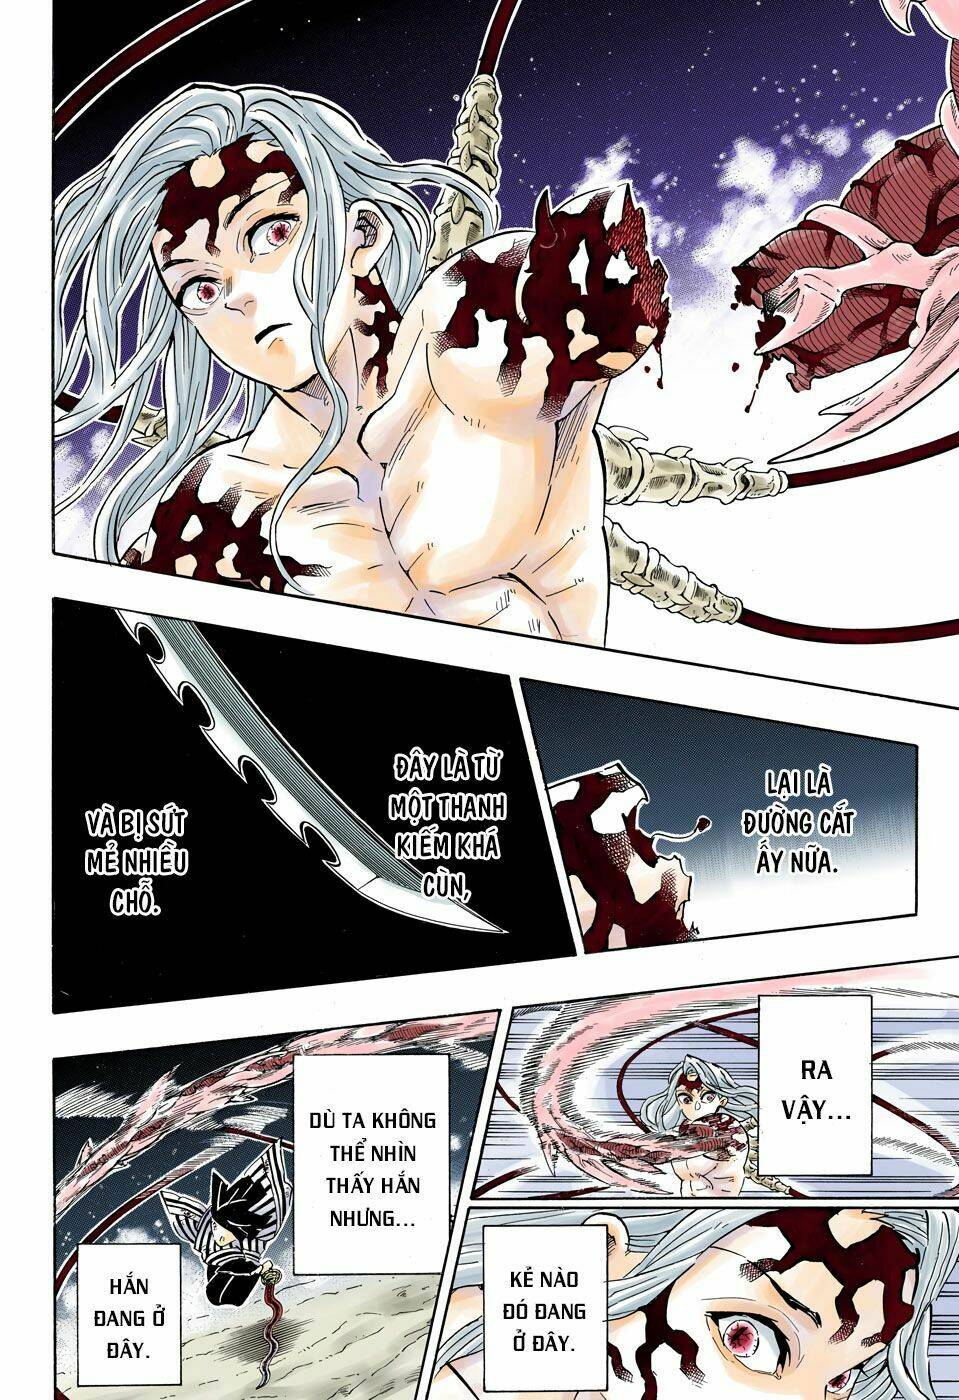 LẠI LÀ
ĐƯỜNG CẮT
ẤY NỮA.
ĐÂY LÀ TỪ
MỘT THANH
KIẾM KHÁ
CÙN,
VÀ BỊ SỨT
MẺ NHIỀU
CHỖ.
RA
VẬY...
KẺ NÀO
ĐÓ ĐANG
Ở ĐÂY.
DÙ TA KHÔNG
THỂ NHÌN
THẤY HẮN
NHƯNG...
HẮN
ĐANG Ở
ĐÂY.